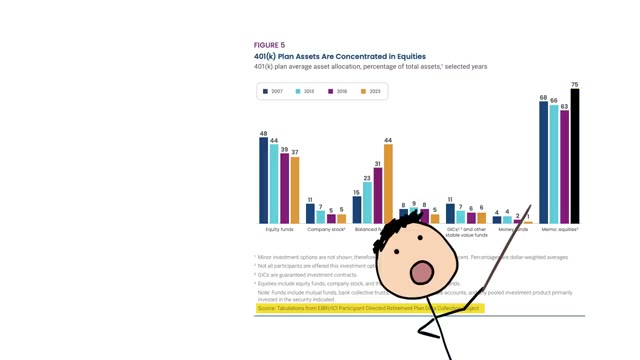 FIGURE 5
401(k) Plan Assets Are Concentrated in Equities
401(k) plan average asset allocation, percentage of total assets,¹ selected years
2007 2013 2016 2023
48 44 39 37
11 7 5 5
15 23 31 44
8 9 8 5
11 7 6 6
4 4 2 1
68 66 63 75
Equity funds Company stock² Balanced GICs and other Money funds Memo: equities⁴
stable value funds
¹ Minor investment options are not shown, therefore cent. Percentages are dollar-weighted averages
² Not all participants are offered this investment op
³ GICs are guaranteed investment contracts.
⁴ Equities include equity funds, company stock, and th funds.
Note: Funds include mutual funds, bank collective trusts accounts, and any pooled investment product primarily
invested in the security indicated
Source: Tabulations from EBRI/ICI Participant-Directed Retirement Plan Data Collection Project